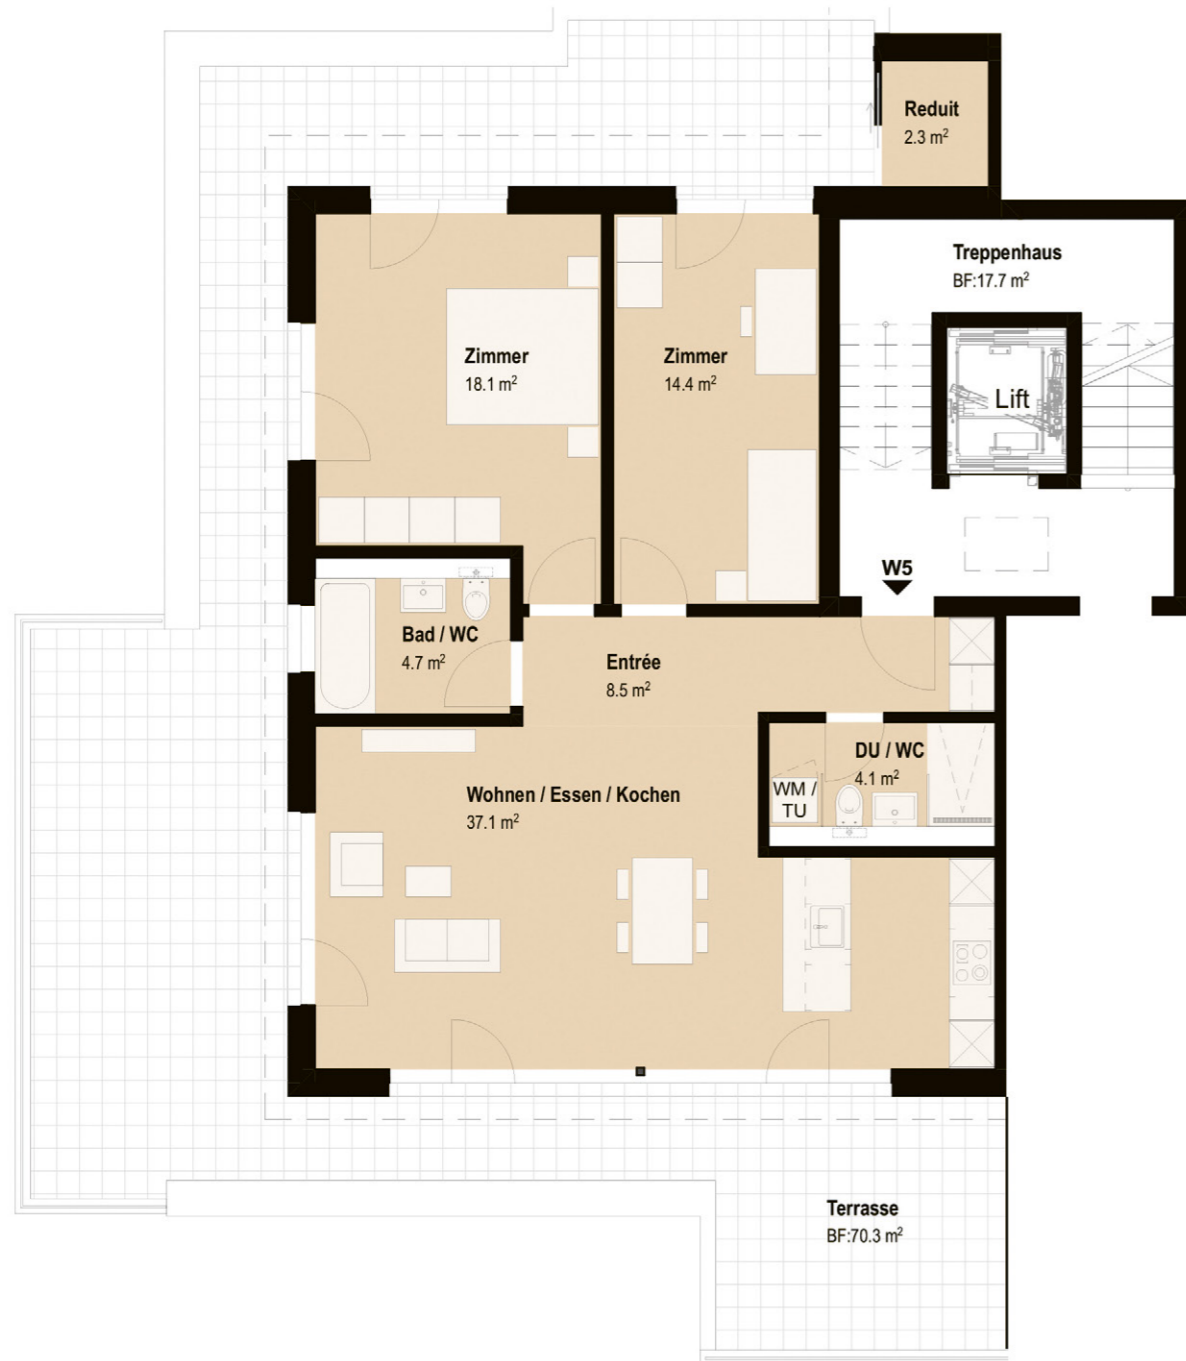 Reduit
2.3 m²
Treppenhaus
BF:17.7 m²
Zimmer
18.1 m²
Zimmer
14.4 m²
Lift
W5
Bad / WC
4.7 m²
Entrée
8.5 m²
DU / WC
4.1 m²
WM /
TU
Wohnen / Essen / Kochen
37.1 m²
Terrasse
BF:70.3 m²